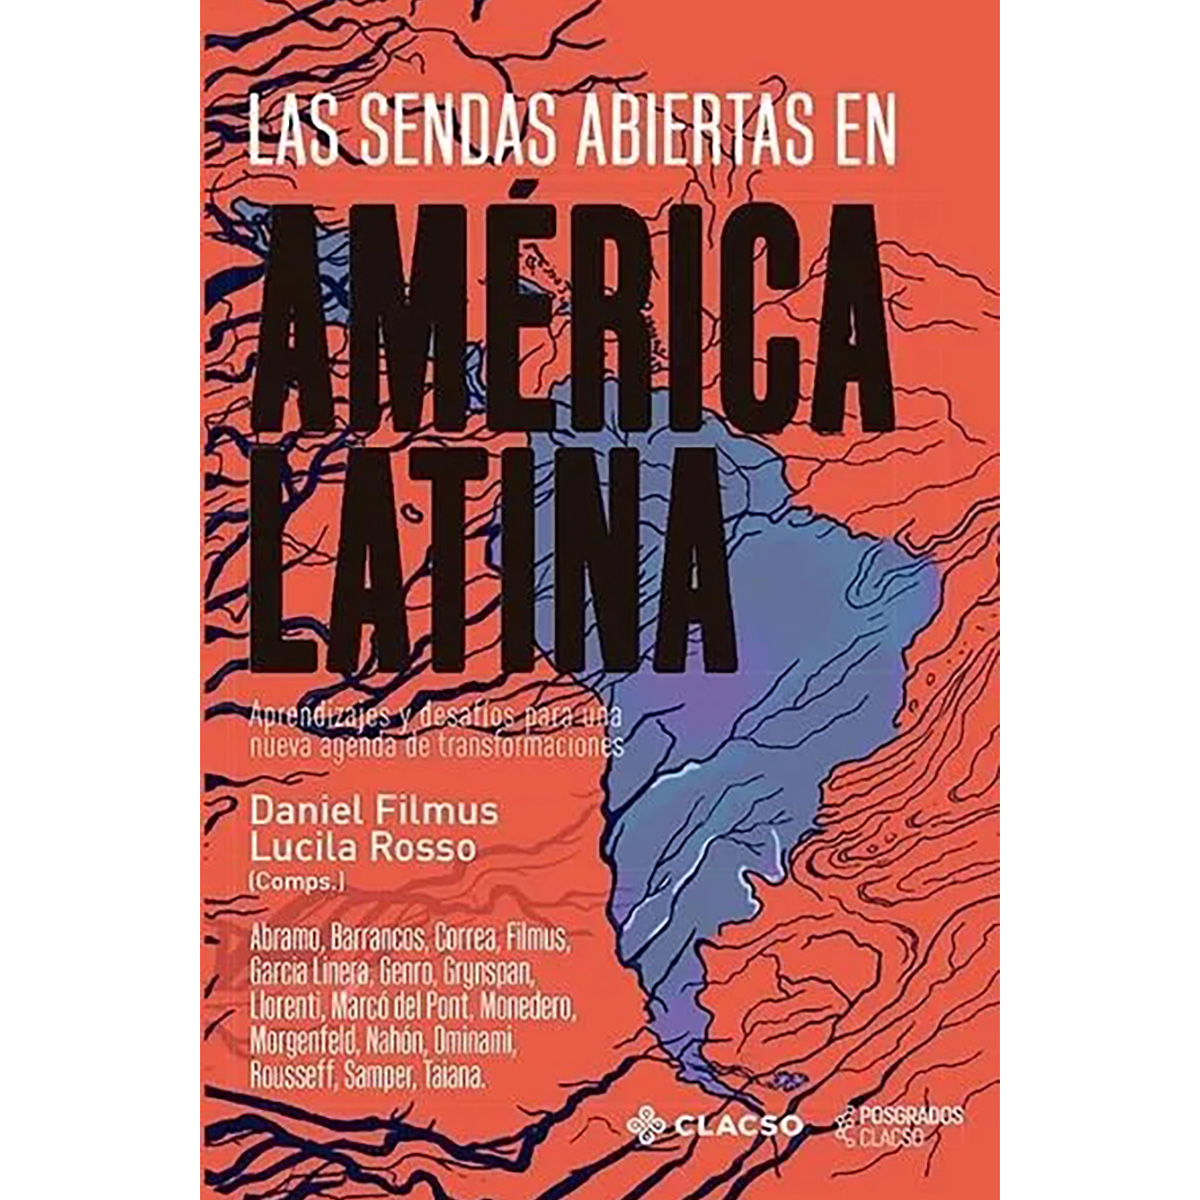 LAS SENDAS ABIERTAS EN
AMÉRICA
LATINA
Aprendizajes y desafíos para una
nueva agenda de transformaciones
Daniel Filmus
Lucila Rosso
(Comps.)
Abramo, Barrancos, Correa, Filmus,
García Linera, Genro, Grynspan,
Llorenti, Marcó del Pont, Monedero,
Morgenfeld, Nahón, Ominami,
Rousseff, Samper, Taiana.
CLACSO
POSGRADOS
CLACSO